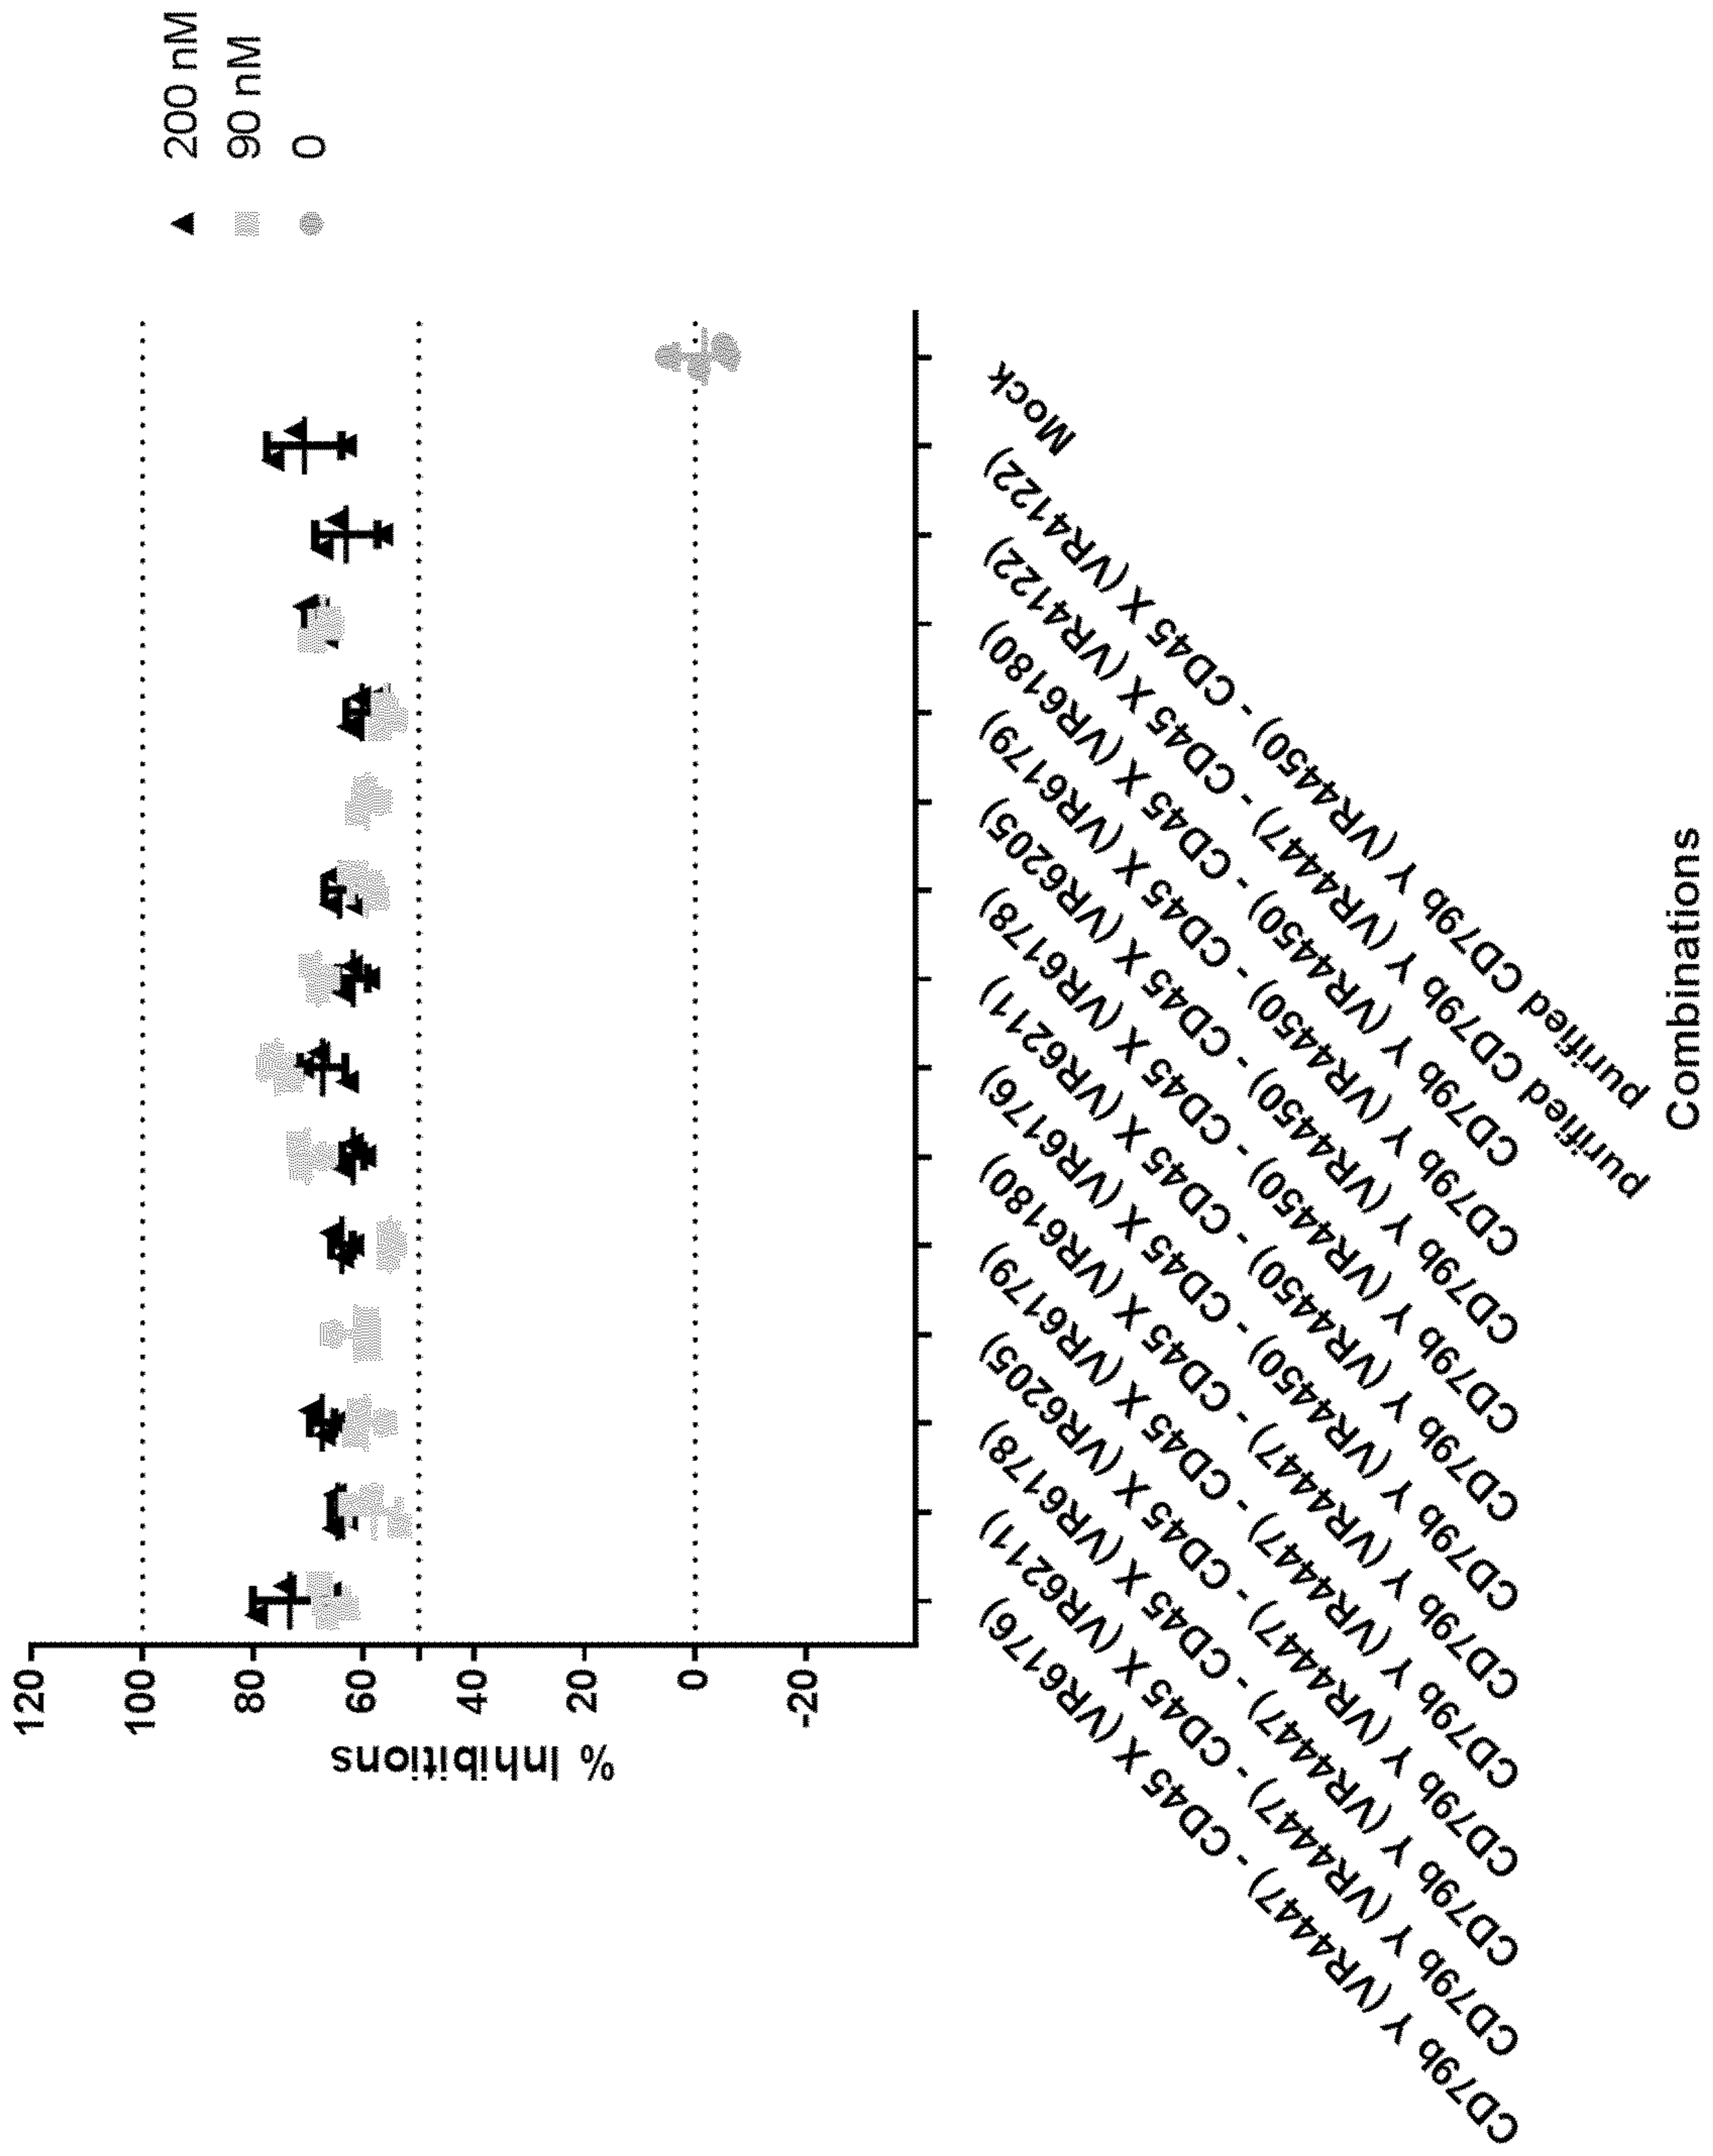 200 nM
90 nM
0
% Inhibitions
120
100
80
60
40
20
0
-20
CD79b Y (VR4447) - CD45 X (VR6176)
CD79b Y (VR4447) - CD45 X (VR6211)
CD79b Y (VR4447) - CD45 X (VR6178)
CD79b Y (VR4447) - CD45 X (VR6205)
CD79b Y (VR4447) - CD45 X (VR6179)
CD79b Y (VR4447) - CD45 X (VR6180)
CD79b Y (VR4450) - CD45 X (VR6176)
CD79b Y (VR4450) - CD45 X (VR6211)
CD79b Y (VR4450) - CD45 X (VR6178)
CD79b Y (VR4450) - CD45 X (VR6205)
CD79b Y (VR4450) - CD45 X (VR6179)
CD79b Y (VR4450) - CD45 X (VR6180)
purified CD79b Y (VR4447) - CD45 X (VR4122)
purified CD79b Y (VR4450) - CD45 X (VR4122)
Mock
Combinations